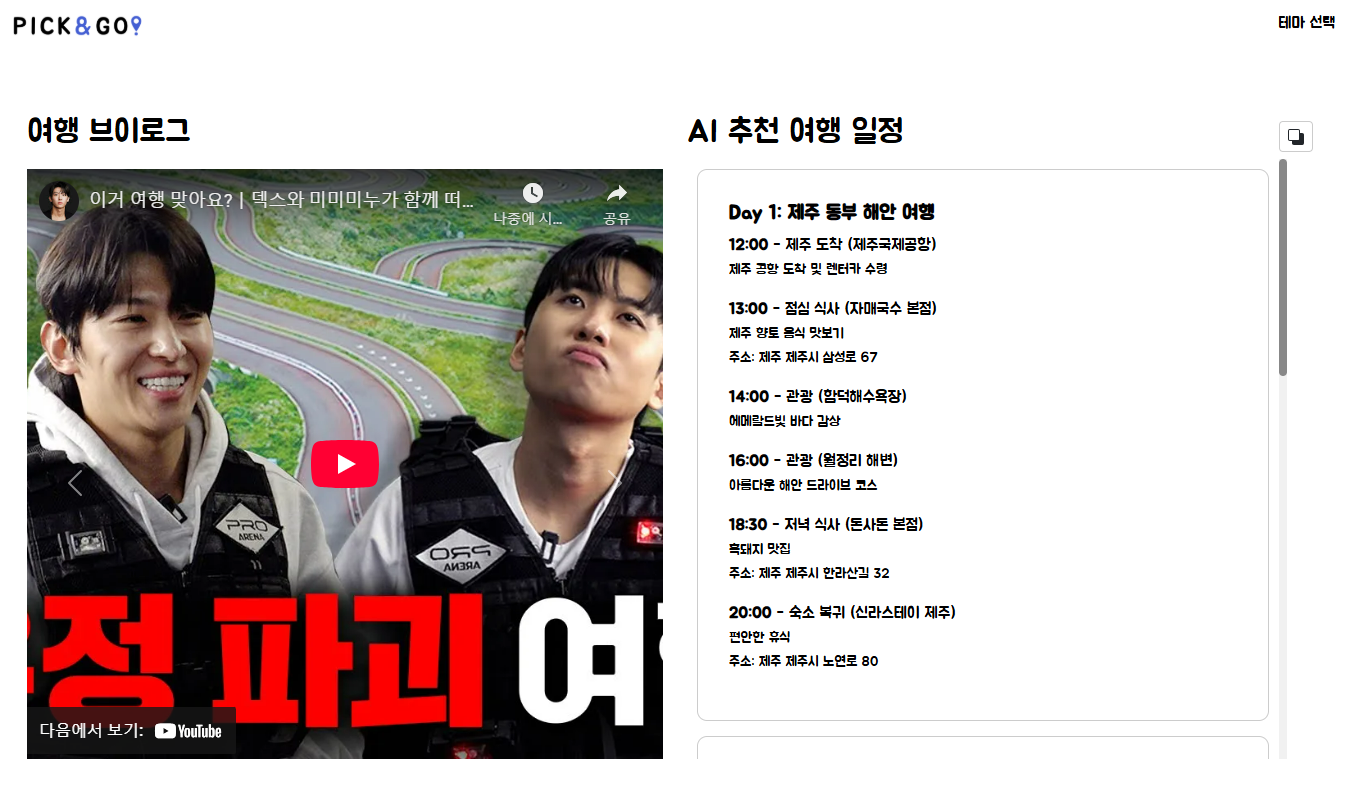 PICK&GO!
테마 선택
여행 브이로그
이거 여행 맞아요? | 덱스와 미미미누가 함께 떠...
나중에 시...
공유
PRO
ARENA
PRO
ARENA
정 파괴 여
다음에서 보기: YouTube
AI 추천 여행 일정
Day 1: 제주 동부 해안 여행
12:00 - 제주 도착 (제주국제공항)
제주 공항 도착 및 렌터카 수령
13:00 - 점심 식사 (자매국수 본점)
제주 향토 음식 맛보기
주소: 제주 제주시 삼성로 67
14:00 - 관광 (함덕해수욕장)
에메랄드빛 바다 감상
16:00 - 관광 (월정리 해변)
아름다운 해안 드라이브 코스
18:30 - 저녁 식사 (돈사돈 본점)
흑돼지 맛집
주소: 제주 제주시 한라산길 32
20:00 - 숙소 복귀 (신라스테이 제주)
편안한 휴식
주소: 제주 제주시 노연로 80